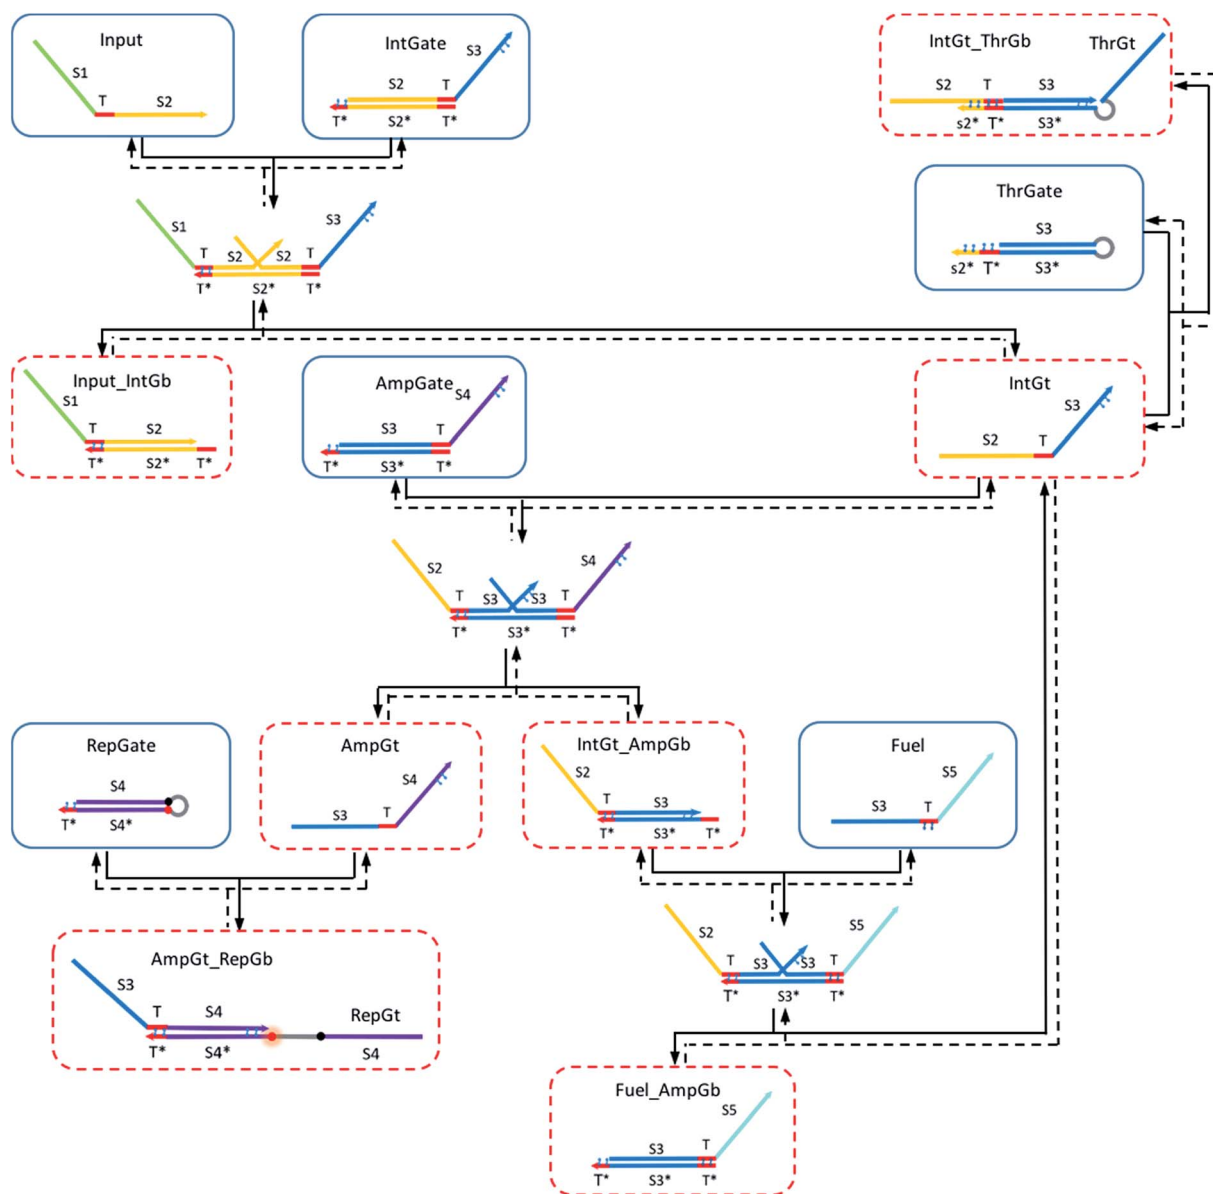 Input
S1
T
S2
IntGate
S3
S2
T
T*
S2*
T*
IntGt_ThrGb
ThrGt
S2
T
S3
s2*
T*
S3*
ThrGate
S3
s2*
T*
S3*
S1
T
S2
S2
T
S3
T*
S2*
T*
Input_IntGb
S1
T
S2
T*
S2*
T*
AmpGate
S4
S3
T
T*
S3*
T*
IntGt
S3
S2
T
S2
T
S3
S3
T
S4
T*
S3*
T*
RepGate
S4
T*
S4*
AmpGt
S4
S3
T
IntGt_AmpGb
S2
T
S3
T*
S3*
T*
Fuel
S5
S3
T
S2
T
S3
S3
T
S5
T*
S3*
T*
AmpGt_RepGb
S3
T
S4
RepGt
T*
S4*
S4
Fuel_AmpGb
S5
S3
T
T*
S3*
T*